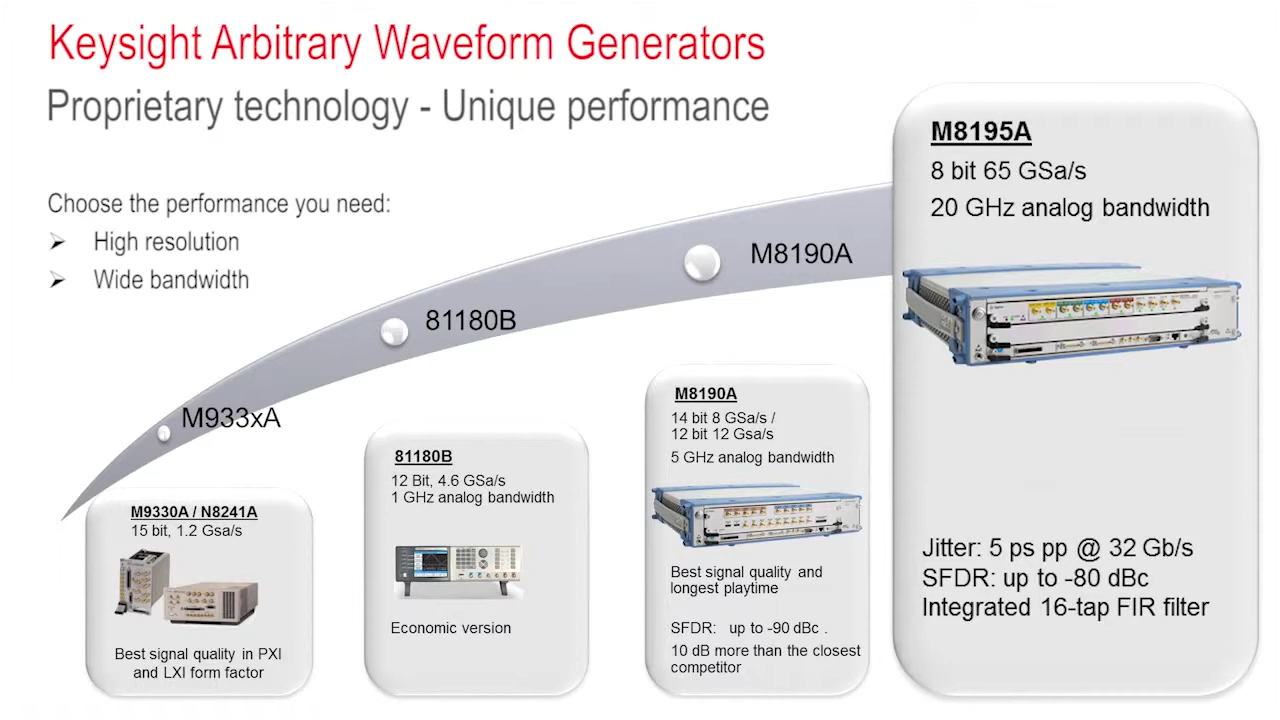 Keysight Arbitrary Waveform Generators
Proprietary technology - Unique performance
Choose the performance you need:
➢ High resolution
➢ Wide bandwidth
M933xA
81180B
M8190A
M9330A / N8241A
15 bit, 1.2 Gsa/s
Best signal quality in PXI
and LXI form factor
81180B
12 Bit, 4.6 GSa/s
1 GHz analog bandwidth
Economic version
M8190A
14 bit 8 GSa/s /
12 bit 12 Gsa/s
5 GHz analog bandwidth
Best signal quality and
longest playtime
SFDR: up to -90 dBc .
10 dB more than the closest
competitor
M8195A
8 bit 65 GSa/s
20 GHz analog bandwidth
Jitter: 5 ps pp @ 32 Gb/s
SFDR: up to -80 dBc
Integrated 16-tap FIR filter